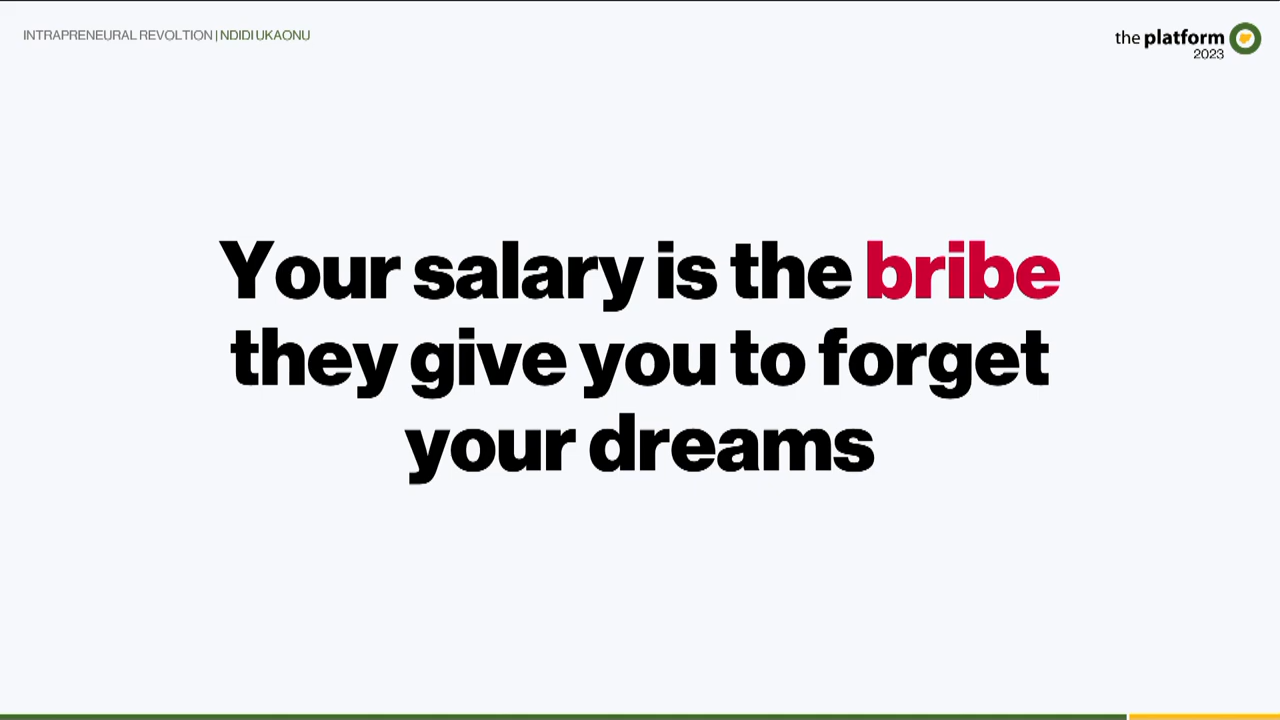 INTRAPRENEURAL REVOLTION | NDIDI UKAONU
the platform
2023
Your salary is the bribe
they give you to forget
your dreams